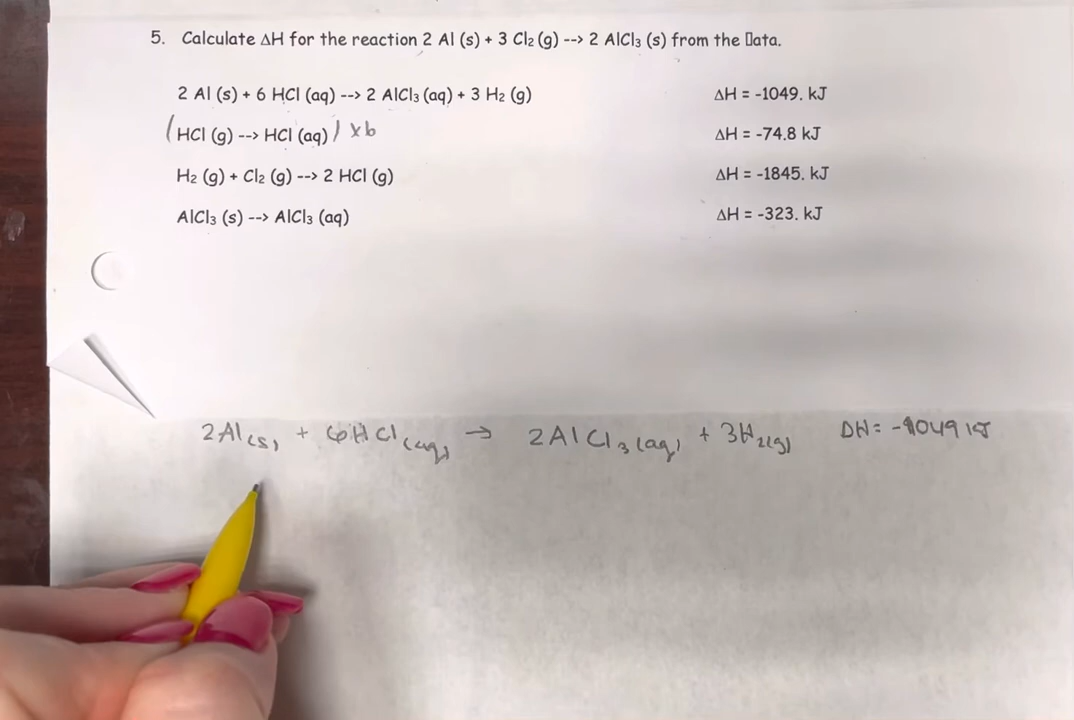 5. Calculate ΔH for the reaction 2 Al (s) + 3 Cl₂ (g) --> 2 AlCl₃ (s) from the Data.
2 Al (s) + 6 HCl (aq) --> 2 AlCl₃ (aq) + 3 H₂ (g) ΔH = -1049. kJ
(HCl (g) --> HCl (aq)) x6 ΔH = -74.8 kJ
H₂ (g) + Cl₂ (g) --> 2 HCl (g) ΔH = -1845. kJ
AlCl₃ (s) --> AlCl₃ (aq) ΔH = -323. kJ
2Al(s) + 6HCl(aq) → 2AlCl₃(aq) + 3H₂(g) ΔH = -1049 kJ